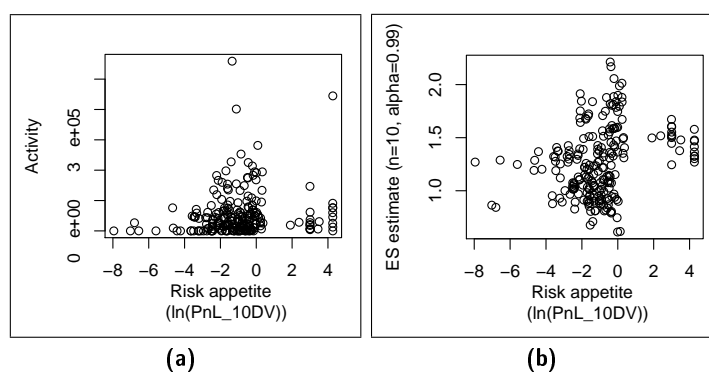 Activity
0
e+00
3
e+05
−8
−6
−4
−2
0
2
4
Risk appetite
(ln(PnL_10DV))
(a)
ES estimate (n=10, alpha=0.99)
1.0
1.5
2.0
−8
−6
−4
−2
0
2
4
Risk appetite
(ln(PnL_10DV))
(b)